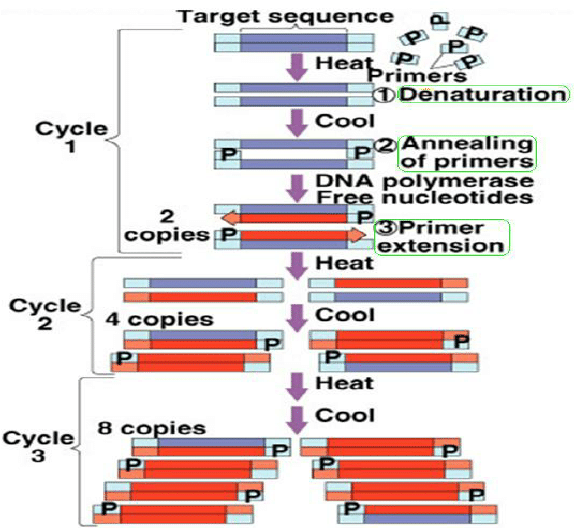 Target sequence
P
P
P
P
P
P
Heat
Primers
① Denaturation
Cycle
1
Cool
P
P
② Annealing
of primers
DNA polymerase
Free nucleotides
2
copies
P
P
③ Primer
extension
Heat
Cycle
2
4 copies
Cool
P
P
P
P
Heat
Cool
8 copies
Cycle
3
P
P
P
P
P
P
P
P